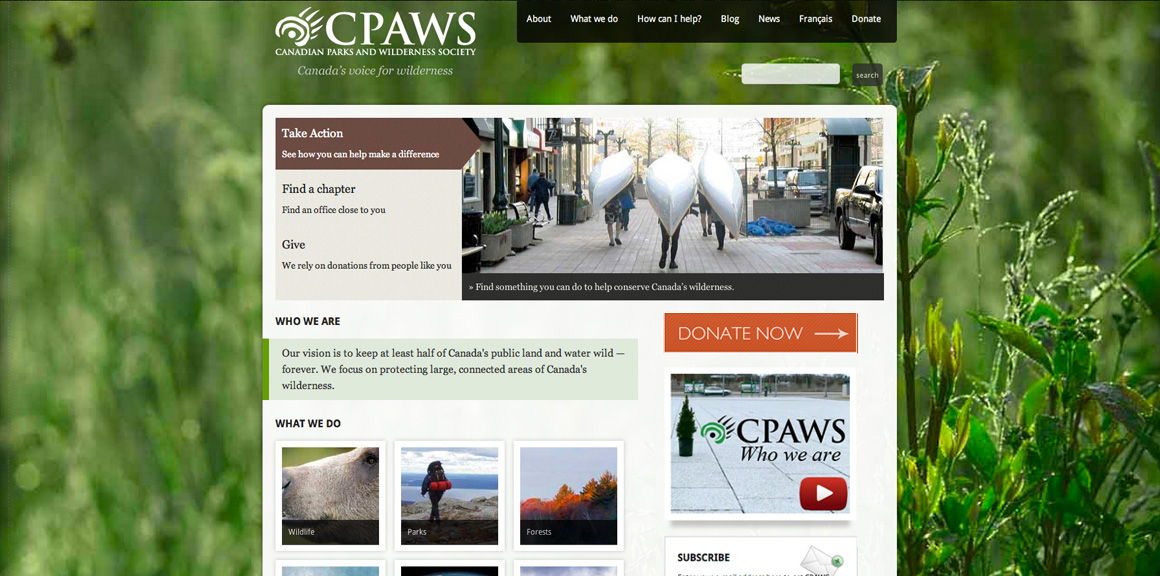 CPAWS
CANADIAN PARKS AND WILDERNESS SOCIETY
Canada's voice for wilderness
About What we do How can I help? Blog News Français Donate
search
Take Action
See how you can help make a difference
Find a chapter
Find an office close to you
Give
We rely on donations from people like you
» Find something you can do to help conserve Canada's wilderness.
WHO WE ARE
Our vision is to keep at least half of Canada's public land and water wild —
forever. We focus on protecting large, connected areas of Canada's
wilderness.
WHAT WE DO
Wildlife
Parks
Forests
DONATE NOW
CPAWS
Who we are
SUBSCRIBE